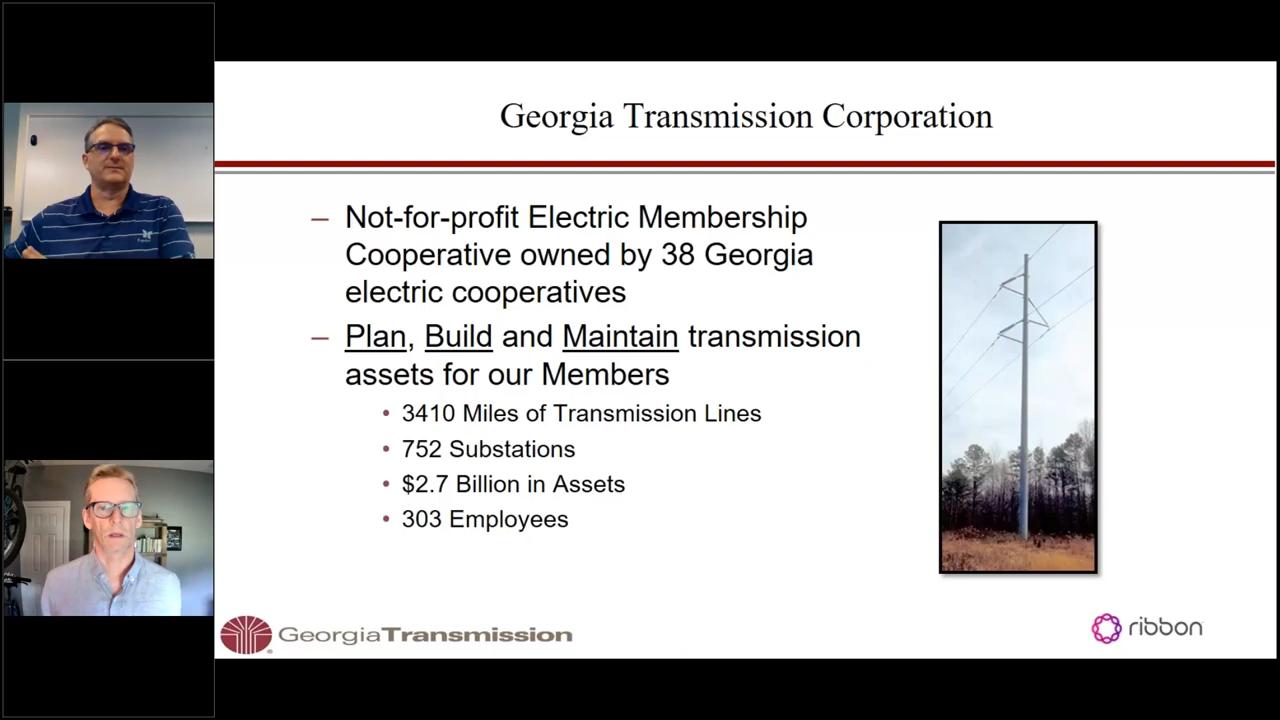 Georgia Transmission Corporation
– Not-for-profit Electric Membership
Cooperative owned by 38 Georgia
electric cooperatives
– Plan, Build and Maintain transmission
assets for our Members
• 3410 Miles of Transmission Lines
• 752 Substations
• $2.7 Billion in Assets
• 303 Employees
GeorgiaTransmission
®
ribbon